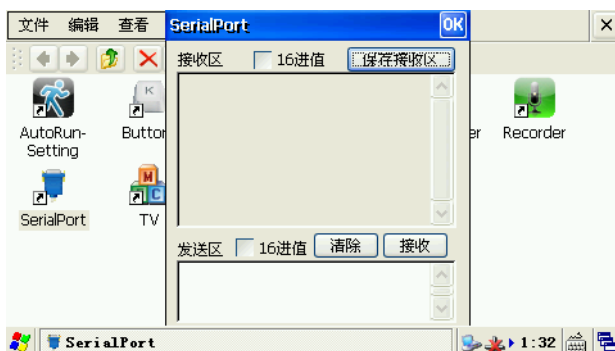 文件 编辑 查看
SerialPort OK
接收区 16进值 保存接收区
AutoRun-
Setting
Button
er
Recorder
SerialPort
TV
发送区 16进值 清除 接收
SerialPort 1:32